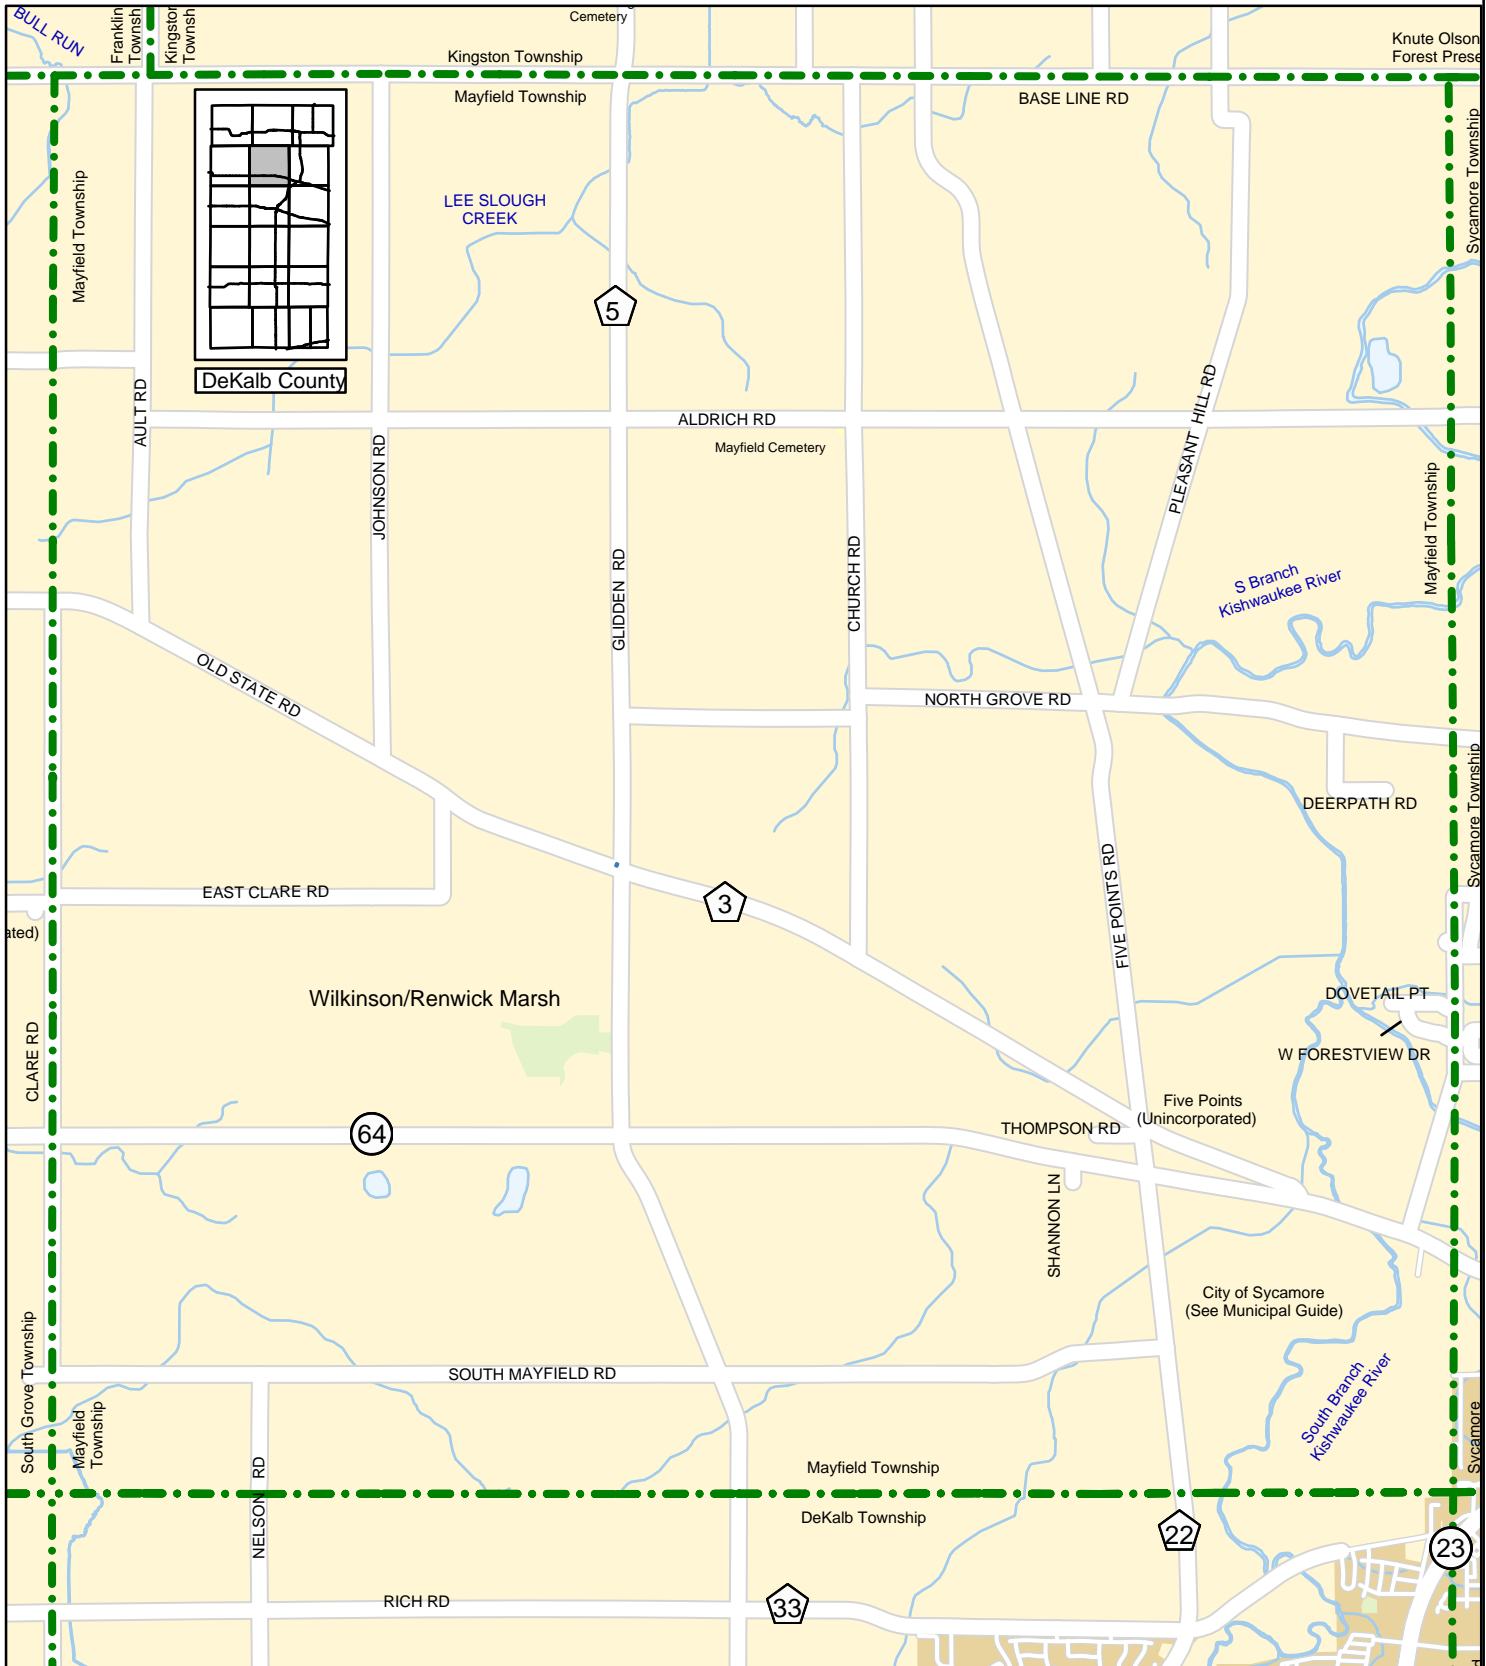 Cemetery
BULL RUN
Franklin
Townsh
Kingston
Townsh
Kingston Township
Knute Olson
Forest Prese
Mayfield Township
BASE LINE RD
Sycamore Township
Mayfield Township
LEE SLOUGH
CREEK
5
DeKalb County
AULT RD
ALDRICH RD
PLEASANT HILL RD
Mayfield Cemetery
JOHNSON RD
Mayfield Township
GLIDDEN RD
CHURCH RD
S Branch
Kishwaukee River
OLD STATE RD
NORTH GROVE RD
Sycamore Township
DEERPATH RD
EAST CLARE RD
3
FIVE POINTS RD
ated)
Wilkinson/Renwick Marsh
DOVETAIL PT
CLARE RD
W FORESTVIEW DR
Five Points
(Unincorporated)
THOMPSON RD
64
SHANNON LN
City of Sycamore
(See Municipal Guide)
South Grove Township
SOUTH MAYFIELD RD
South Branch
Kishwaukee River
Mayfield
Township
Sycamore
Mayfield Township
NELSON RD
DeKalb Township
22
23
RICH RD
33